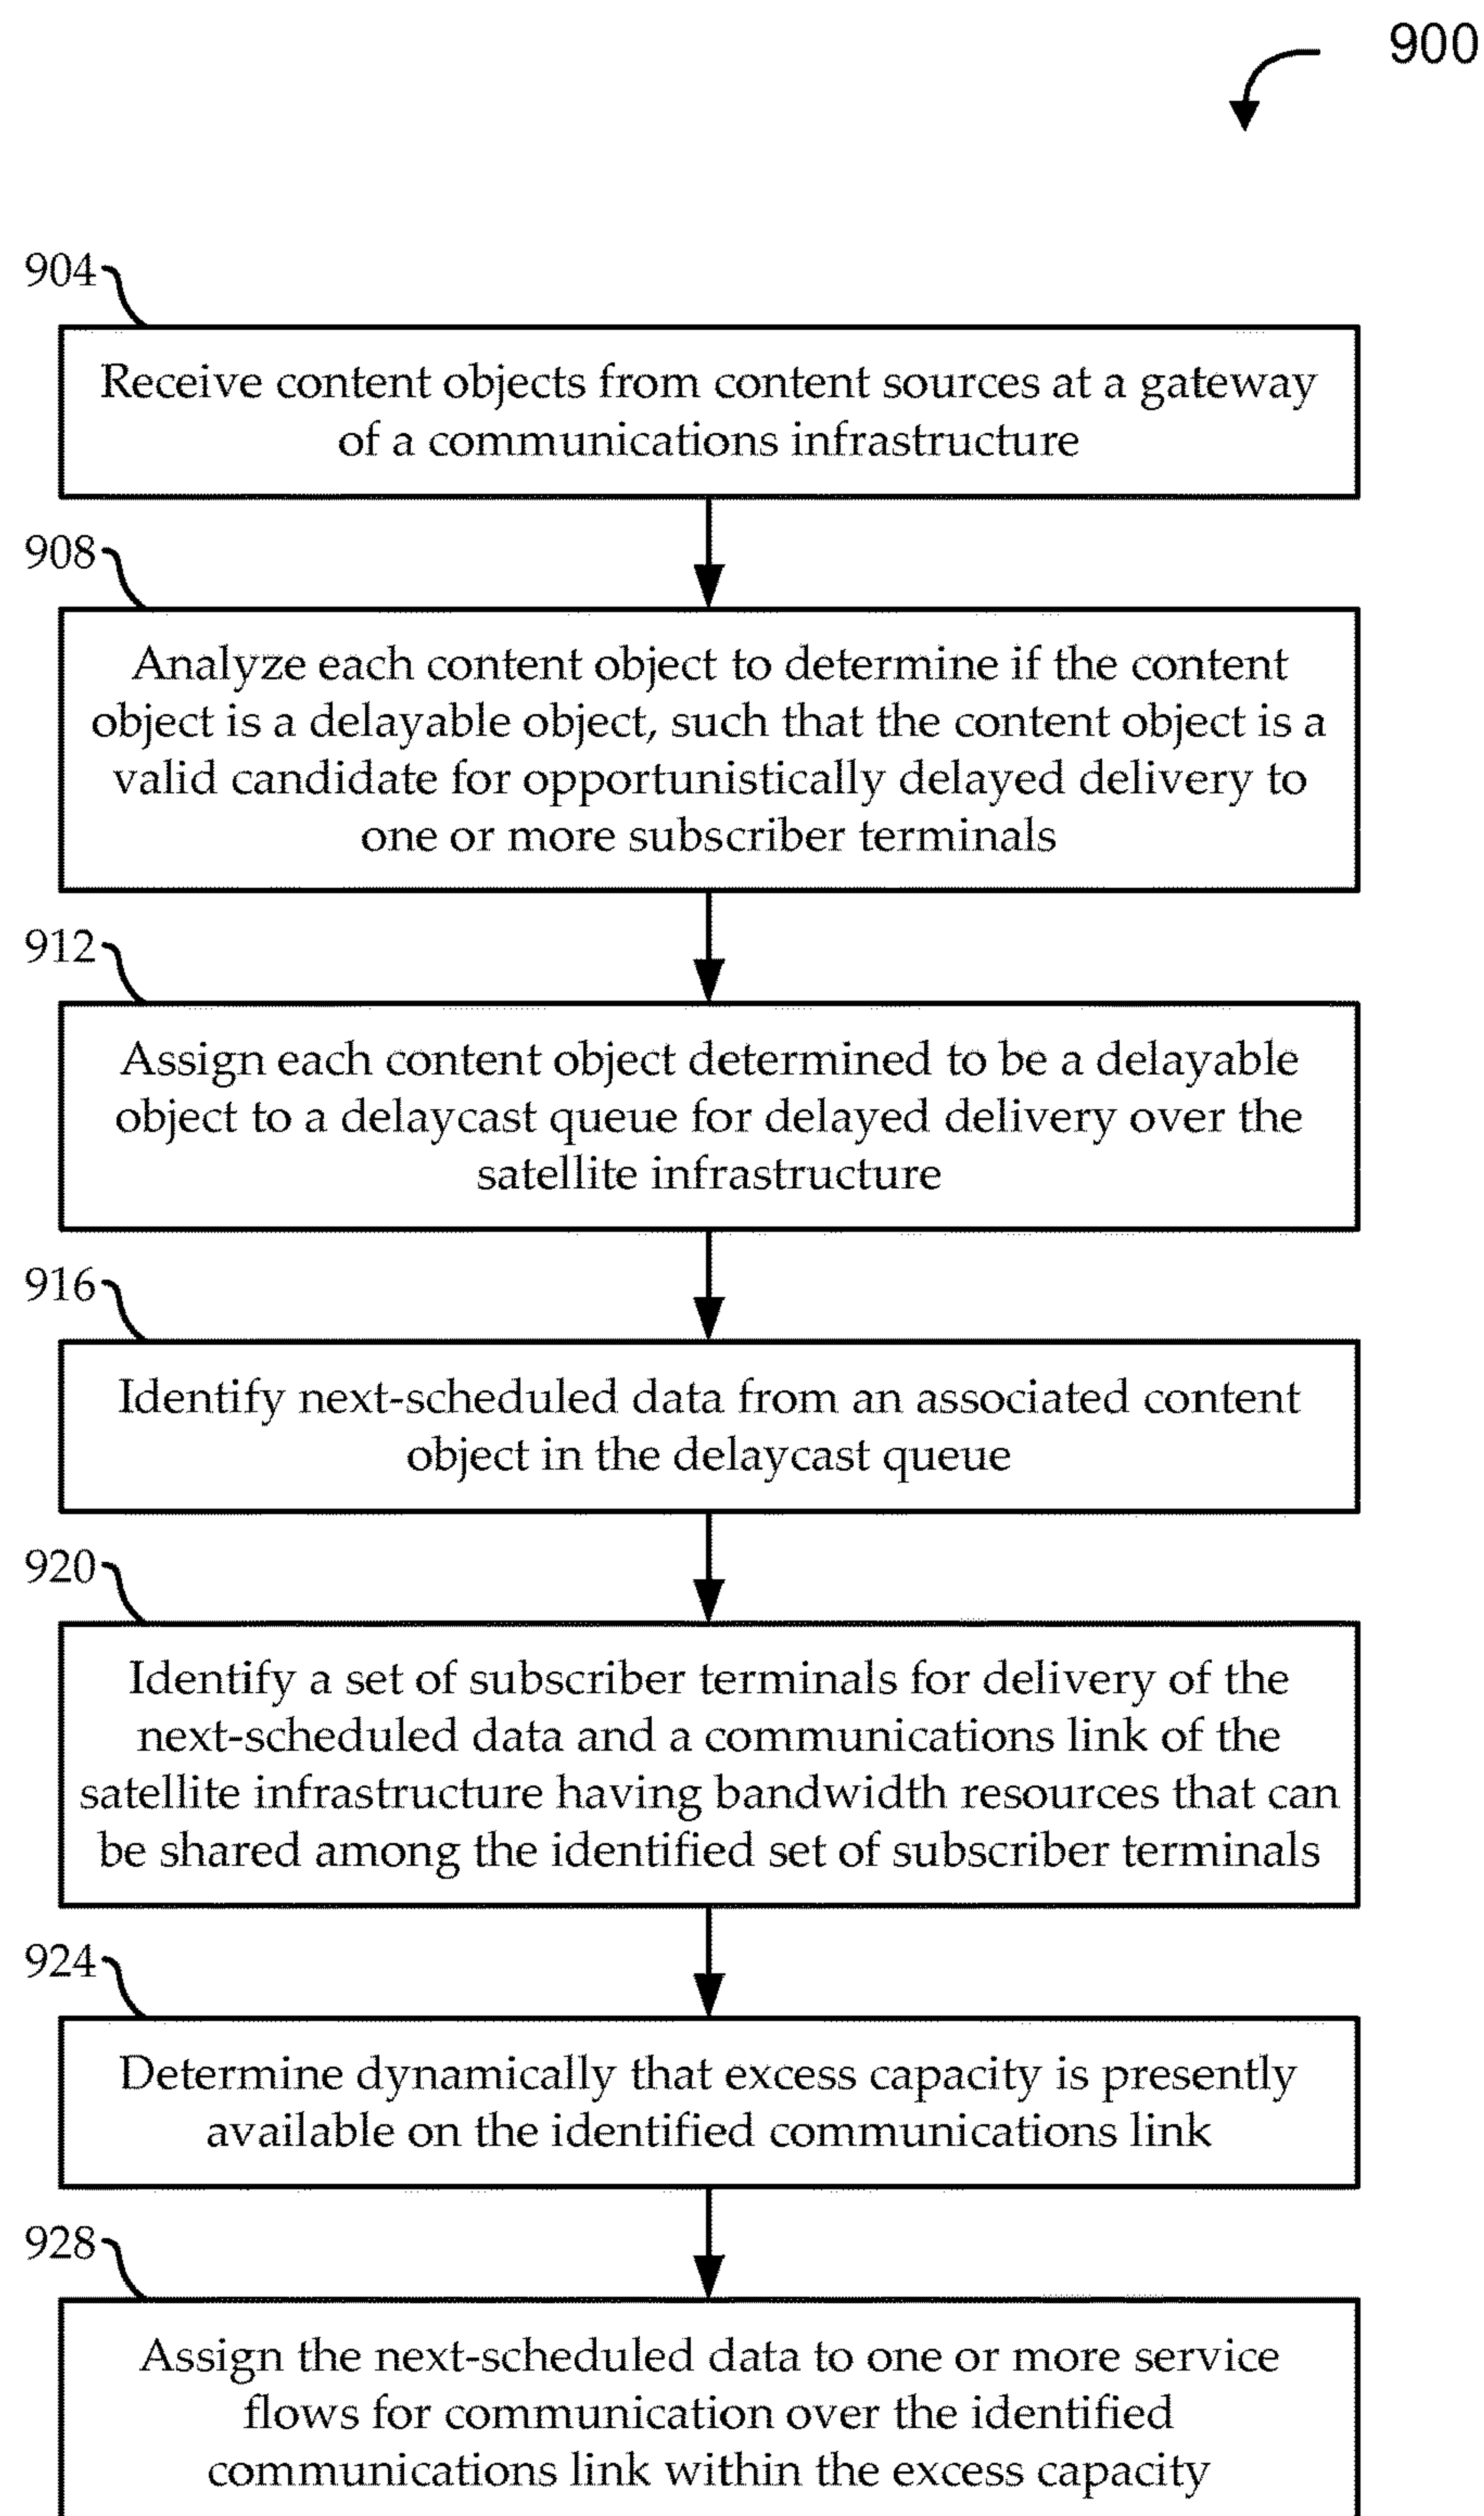 900
904
Receive content objects from content sources at a gateway
of a communications infrastructure
908
Analyze each content object to determine if the content
object is a delayable object, such that the content object is a
valid candidate for opportunistically delayed delivery to
one or more subscriber terminals
912
Assign each content object determined to be a delayable
object to a delaycast queue for delayed delivery over the
satellite infrastructure
916
Identify next-scheduled data from an associated content
object in the delaycast queue
920
Identify a set of subscriber terminals for delivery of the
next-scheduled data and a communications link of the
satellite infrastructure having bandwidth resources that can
be shared among the identified set of subscriber terminals
924
Determine dynamically that excess capacity is presently
available on the identified communications link
928
Assign the next-scheduled data to one or more service
flows for communication over the identified
communications link within the excess capacity